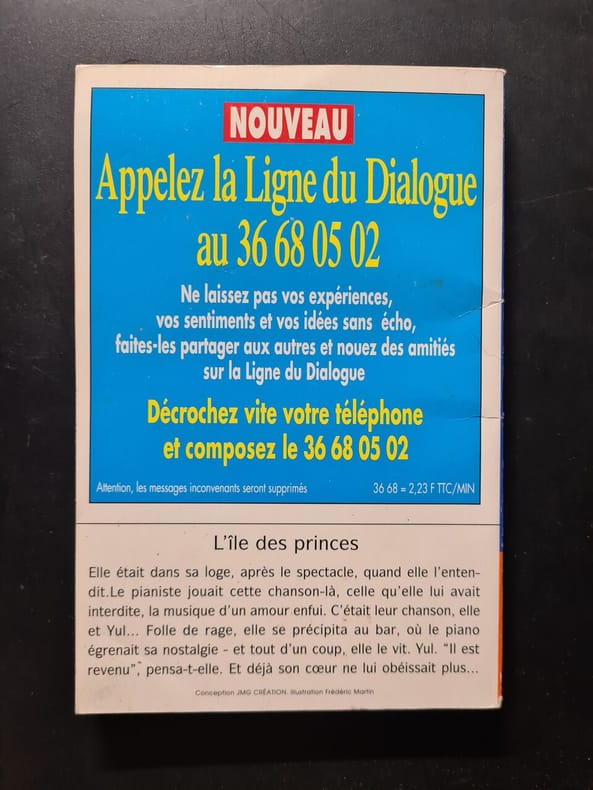 NOUVEAU
Appelez la Ligne du Dialogue
au 36 68 05 02
Ne laissez pas vos expériences,
vos sentiments et vos idées sans écho,
faites-les partager aux autres et nouez des amitiés
sur la Ligne du Dialogue
Décrochez vite votre téléphone
et composez le 36 68 05 02
Attention, les messages inconvenants seront supprimés
36 68 = 2,23 F TTC/MIN
L'île des princes
Elle était dans sa loge, après le spectacle, quand elle l'enten-
dit.Le pianiste jouait cette chanson-là, celle qu'elle lui avait
interdite, la musique d'un amour enfui. C'était leur chanson, elle
et Yul... Folle de rage, elle se précipita au bar, où le piano
égrenait sa nostalgie - et tout d'un coup, elle le vit. Yul. "Il est
revenu", pensa-t-elle. Et déjà son cœur ne lui obéissait plus...
Conception JMG CRÉATION. Illustration Frédéric Martin